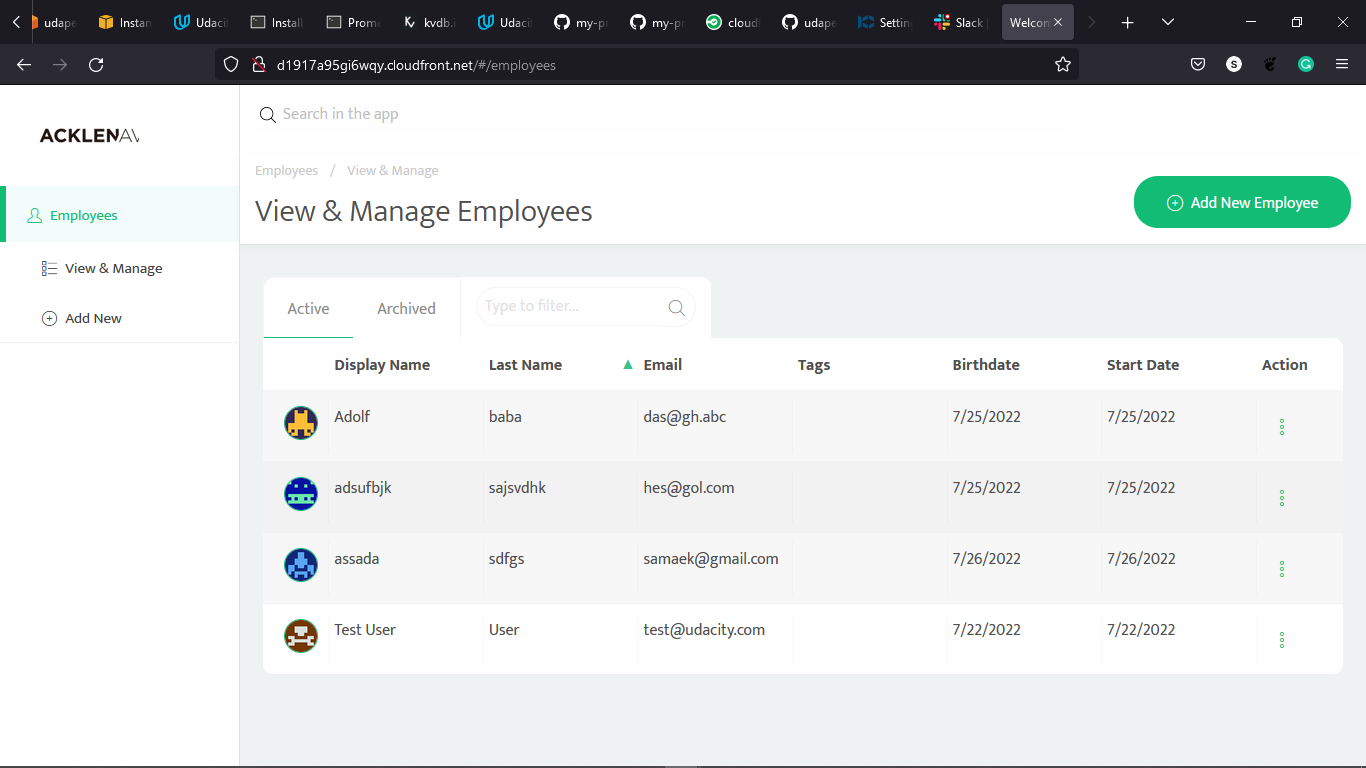 udape
Instan
Udacit
Install
Prome
kvdb.i
Udacit
my-pr
my-pr
cloudf
udape
Setting
Slack
Welcom
d1917a95gi6wqy.cloudfront.net/#/employees
S
G
ACKLENAV
Search in the app
Employees / View & Manage
View & Manage Employees
Add New Employee
Employees
View & Manage
Add New
Active Archived Type to filter...
Display Name Last Name Email Tags Birthdate Start Date Action
Adolf baba das@gh.abc 7/25/2022 7/25/2022
adsufbjk sajsvdhk hes@gol.com 7/25/2022 7/25/2022
assada sdfgs samaek@gmail.com 7/26/2022 7/26/2022
Test User User test@udacity.com 7/22/2022 7/22/2022